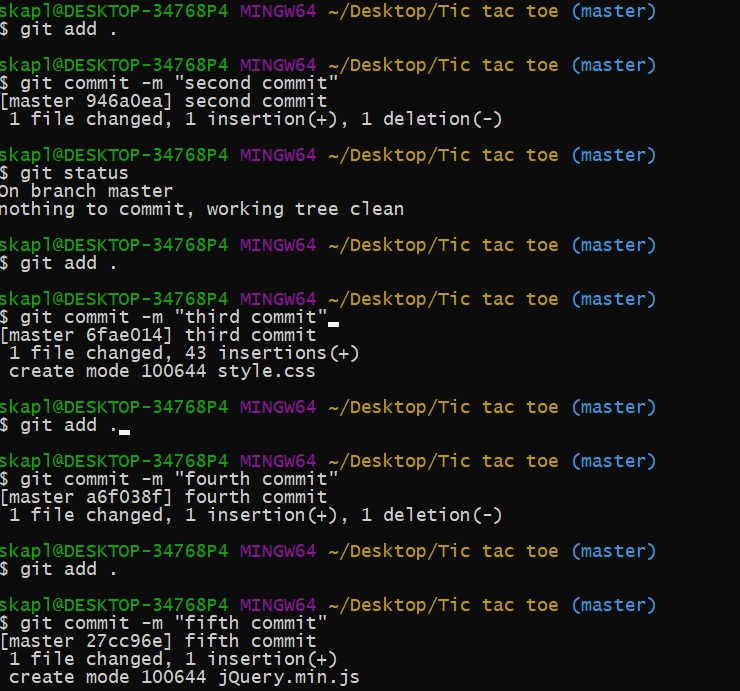 skapl@DESKTOP-34768P4 MINGW64 ~/Desktop/Tic tac toe (master)
$ git add .
skapl@DESKTOP-34768P4 MINGW64 ~/Desktop/Tic tac toe (master)
$ git commit -m "second commit"
[master 946a0ea] second commit
 1 file changed, 1 insertion(+), 1 deletion(-)
skapl@DESKTOP-34768P4 MINGW64 ~/Desktop/Tic tac toe (master)
$ git status
On branch master
nothing to commit, working tree clean
skapl@DESKTOP-34768P4 MINGW64 ~/Desktop/Tic tac toe (master)
$ git add .
skapl@DESKTOP-34768P4 MINGW64 ~/Desktop/Tic tac toe (master)
$ git commit -m "third commit"
[master 6fae014] third commit
 1 file changed, 43 insertions(+)
 create mode 100644 style.css
skapl@DESKTOP-34768P4 MINGW64 ~/Desktop/Tic tac toe (master)
$ git add .
skapl@DESKTOP-34768P4 MINGW64 ~/Desktop/Tic tac toe (master)
$ git commit -m "fourth commit"
[master a6f038f] fourth commit
 1 file changed, 1 insertion(+), 1 deletion(-)
skapl@DESKTOP-34768P4 MINGW64 ~/Desktop/Tic tac toe (master)
$ git add .
skapl@DESKTOP-34768P4 MINGW64 ~/Desktop/Tic tac toe (master)
$ git commit -m "fifth commit"
[master 27cc96e] fifth commit
 1 file changed, 1 insertion(+)
 create mode 100644 jQuery.min.js